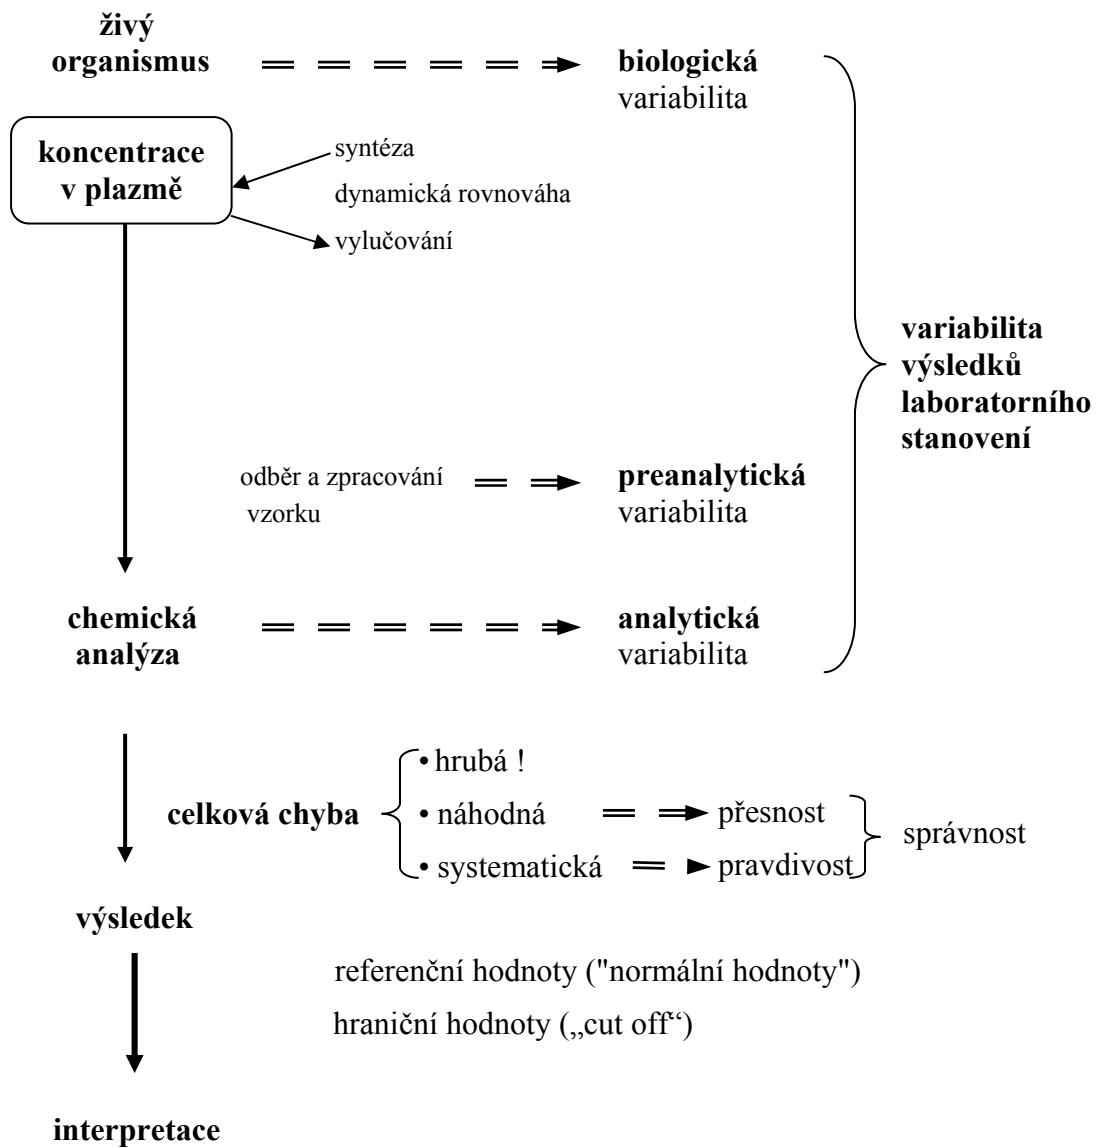 živý
organismus
biologická
variabilita
koncentrace
v plazmě
syntéza
dynamická rovnováha
vylučování
variabilita
výsledků
laboratorního
stanovení
odběr a zpracování
vzorku
preanalytická
variabilita
chemická
analýza
analytická
variabilita
celková chyba
• hrubá !
• náhodná
přesnost
• systematická
pravdivost
správnost
výsledek
referenční hodnoty ("normální hodnoty")
hraniční hodnoty („cut off“)
interpretace